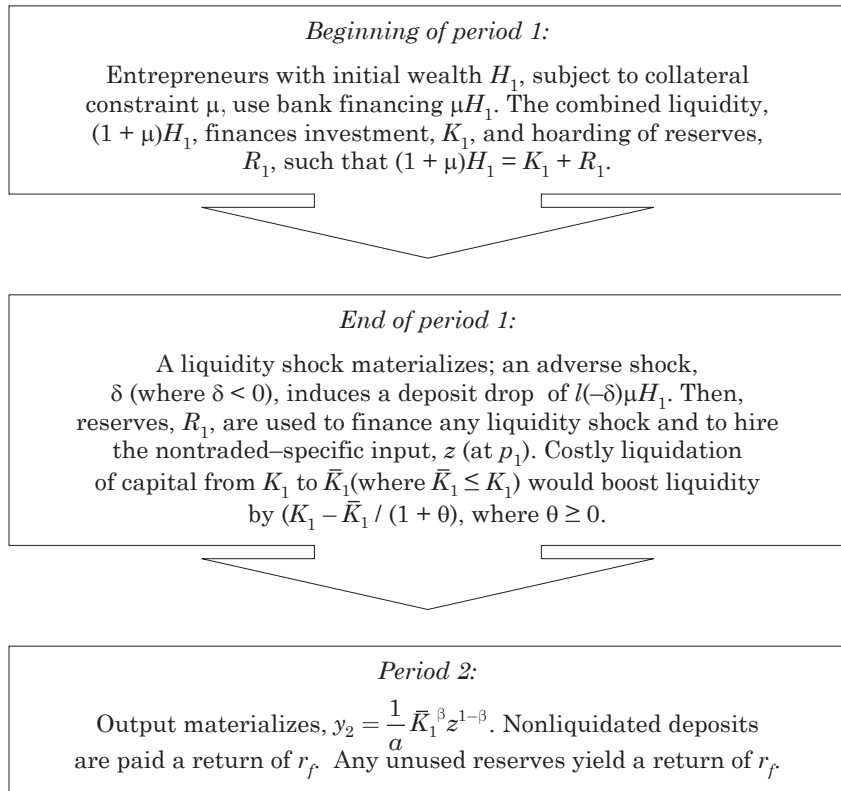 Beginning of period 1:
Entrepreneurs with initial wealth H₁, subject to collateral
constraint μ, use bank financing μH₁. The combined liquidity,
(1 + μ)H₁, finances investment, K₁, and hoarding of reserves,
R₁, such that (1 + μ)H₁ = K₁ + R₁.
End of period 1:
A liquidity shock materializes; an adverse shock,
δ (where δ < 0), induces a deposit drop of l(–δ)μH₁. Then,
reserves, R₁, are used to finance any liquidity shock and to hire
the nontraded–specific input, z (at p₁). Costly liquidation
of capital from K₁ to K̄₁(where K̄₁ ≤ K₁) would boost liquidity
by (K₁ – K̄₁ / (1 + θ), where θ ≥ 0.
Period 2:
Output materializes, y₂ = 1/a K̄₁^β z^(1–β). Nonliquidated deposits
are paid a return of r_f. Any unused reserves yield a return of r_f.